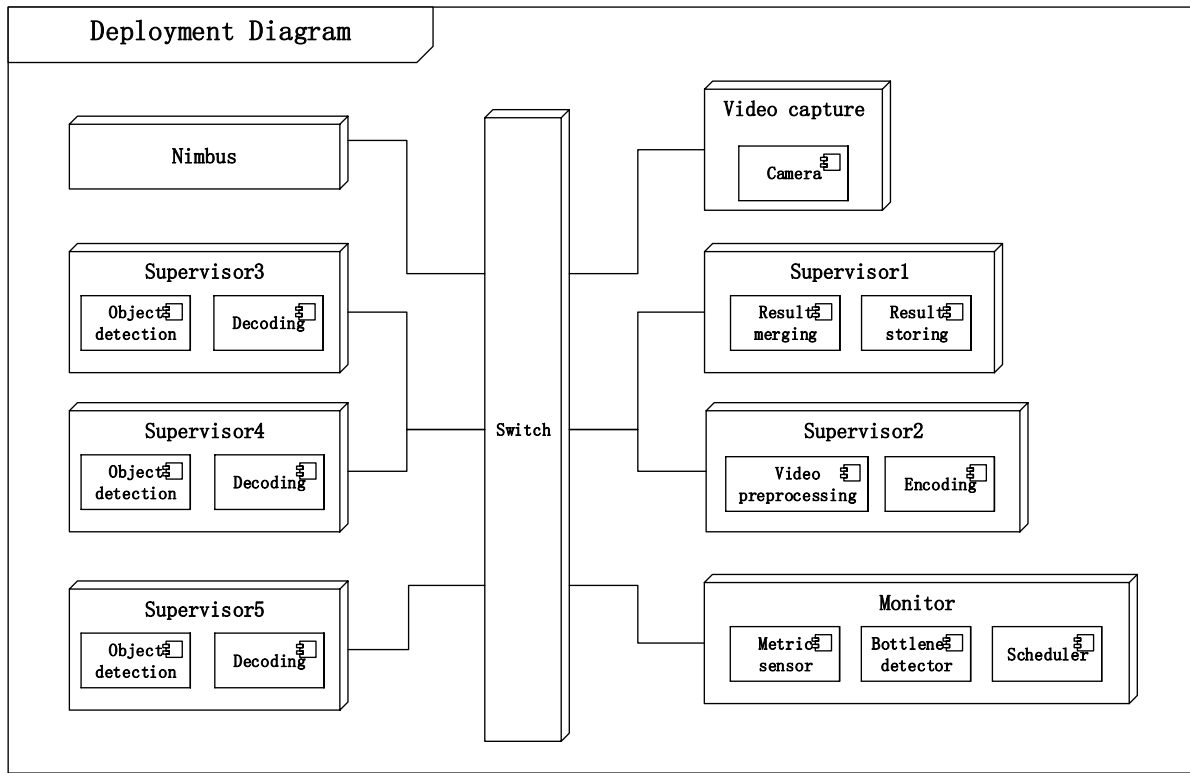 Deployment Diagram
Nimbus
Supervisor3
Object
detection
Decoding
Supervisor4
Object
detection
Decoding
Supervisor5
Object
detection
Decoding
Switch
Video capture
Camera
Supervisor1
Result
merging
Result
storing
Supervisor2
Video
preprocessing
Encoding
Monitor
Metric
sensor
Bottlene
detector
Scheduler